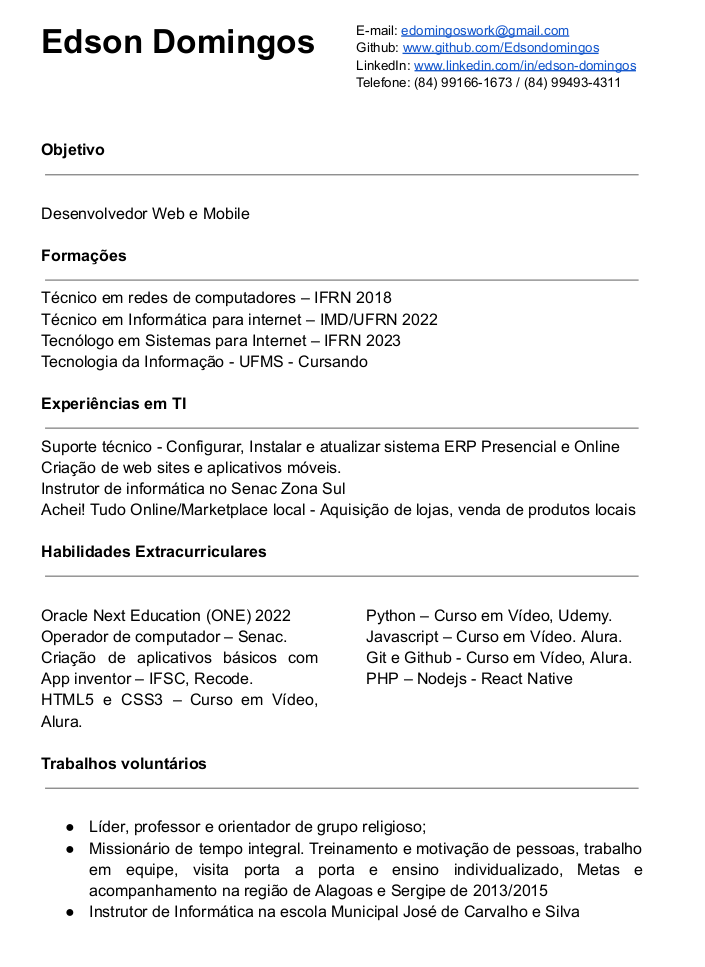 Edson Domingos
E-mail: edomingoswork@gmail.com
Github: www.github.com/Edsondomingos
LinkedIn: www.linkedin.com/in/edson-domingos
Telefone: (84) 99166-1673 / (84) 99493-4311
Objetivo
Desenvolvedor Web e Mobile
Formações
Técnico em redes de computadores – IFRN 2018
Técnico em Informática para internet – IMD/UFRN 2022
Tecnólogo em Sistemas para Internet – IFRN 2023
Tecnologia da Informação - UFMS - Cursando
Experiências em TI
Suporte técnico - Configurar, Instalar e atualizar sistema ERP Presencial e Online
Criação de web sites e aplicativos móveis.
Instrutor de informática no Senac Zona Sul
Achei! Tudo Online/Marketplace local - Aquisição de lojas, venda de produtos locais
Habilidades Extracurriculares
Oracle Next Education (ONE) 2022
Operador de computador – Senac.
Criação de aplicativos básicos com
App inventor – IFSC, Recode.
HTML5 e CSS3 – Curso em Vídeo,
Alura.
Python – Curso em Vídeo, Udemy.
Javascript – Curso em Vídeo. Alura.
Git e Github - Curso em Vídeo, Alura.
PHP – Nodejs - React Native
Trabalhos voluntários
● Líder, professor e orientador de grupo religioso;
● Missionário de tempo integral. Treinamento e motivação de pessoas, trabalho
em equipe, visita porta a porta e ensino individualizado, Metas e
acompanhamento na região de Alagoas e Sergipe de 2013/2015
● Instrutor de Informática na escola Municipal José de Carvalho e Silva